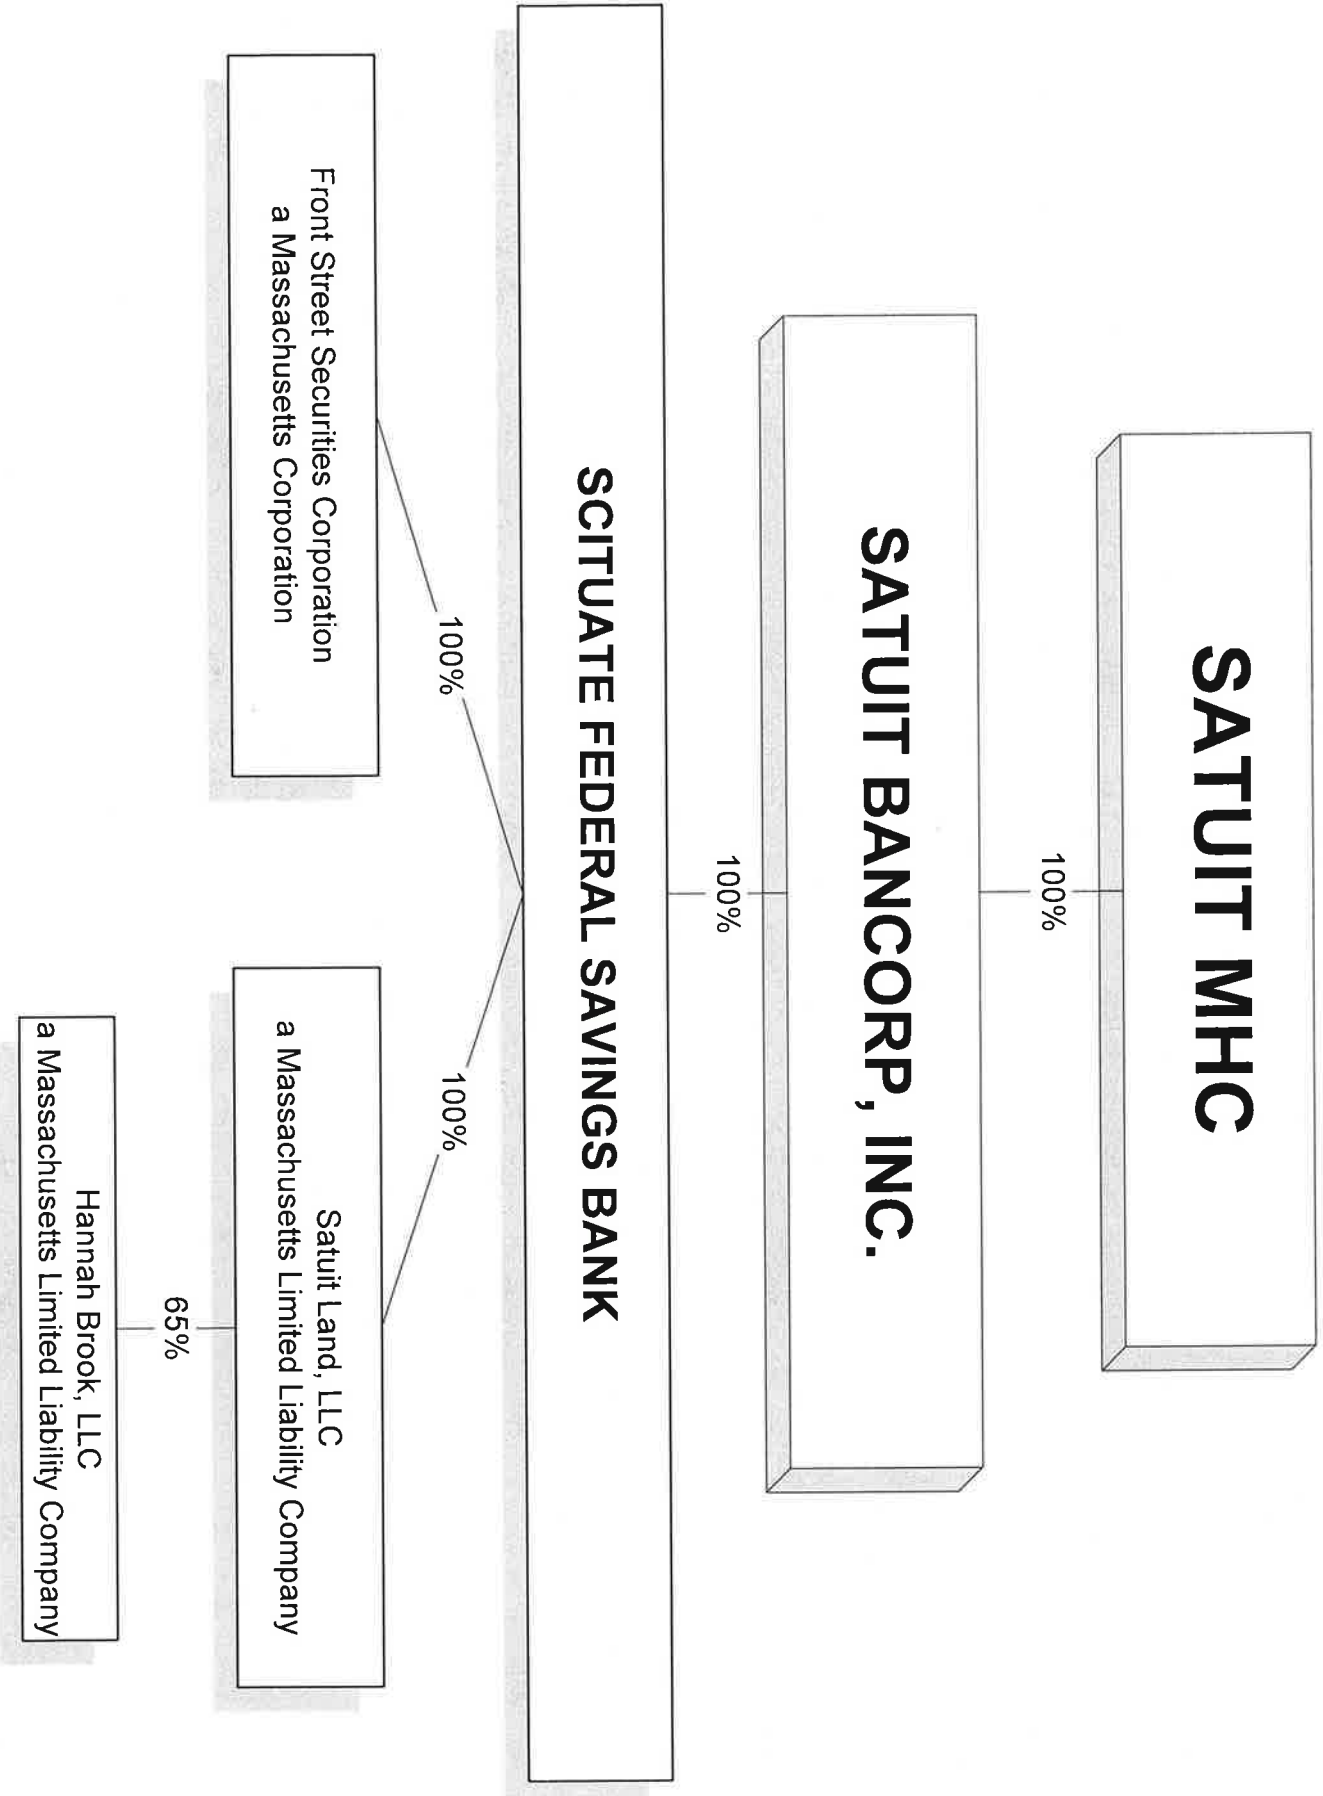 SATUIT MHC
100%
SATUIT BANCORP, INC.
100%
SCITUATE FEDERAL SAVINGS BANK
100%
100%
Front Street Securities Corporation
a Massachusetts Corporation
Satuit Land, LLC
a Massachusetts Limited Liability Company
65%
Hannah Brook, LLC
a Massachusetts Limited Liability Company